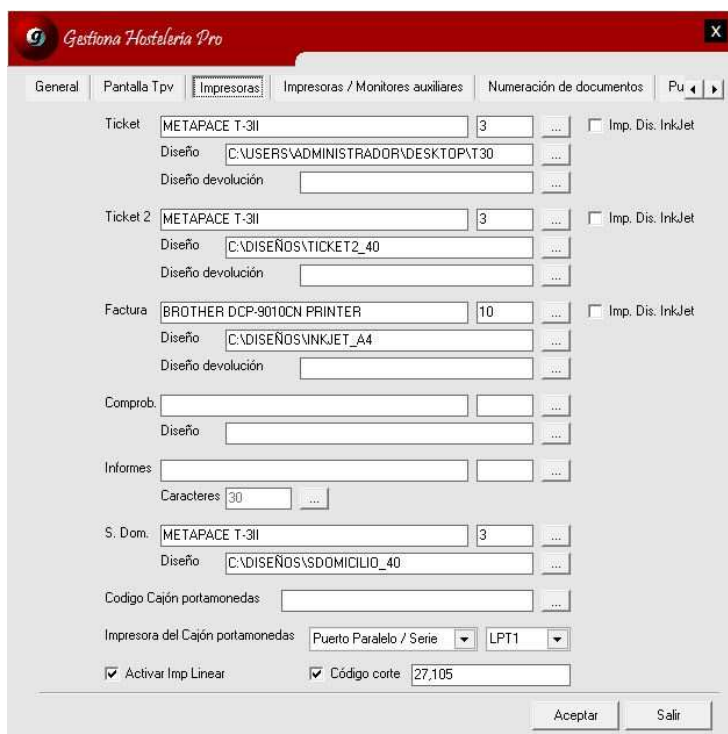 Gestiona Hostelería Pro
X
General Pantalla Tpv Impresoras Impresoras / Monitores auxiliares Numeración de documentos Pu
Ticket METAPACE T-3II 3 ... Imp. Dis. InkJet
Diseño C:\USERS\ADMINISTRADOR\DESKTOP\T30 ...
Diseño devolución ...
Ticket 2 METAPACE T-3II 3 ... Imp. Dis. InkJet
Diseño C:\DISEÑOS\TICKET2_40 ...
Diseño devolución ...
Factura BROTHER DCP-9010CN PRINTER 10 ... Imp. Dis. InkJet
Diseño C:\DISEÑOS\INKJET_A4 ...
Diseño devolución ...
Comprob. ...
Diseño ...
Informes ...
Caracteres 30 ...
S. Dom. METAPACE T-3II 3 ...
Diseño C:\DISEÑOS\SDOMICILIO_40 ...
Codigo Cajón portamonedas ...
Impresora del Cajón portamonedas Puerto Paralelo / Serie LPT1
Activar Imp Linear Código corte 27,105
Aceptar Salir